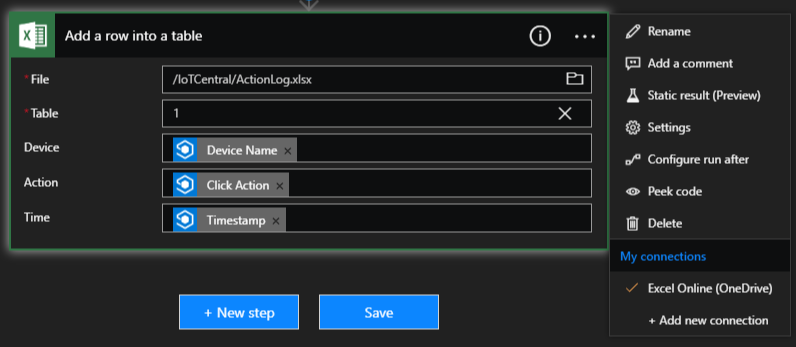 Add a row into a table
* File
/IoTCentral/ActionLog.xlsx
* Table
1
Device
Device Name ×
Action
Click Action ×
Time
Timestamp ×
+ New step
Save
Rename
Add a comment
Static result (Preview)
Settings
Configure run after
Peek code
Delete
My connections
Excel Online (OneDrive)
+ Add new connection